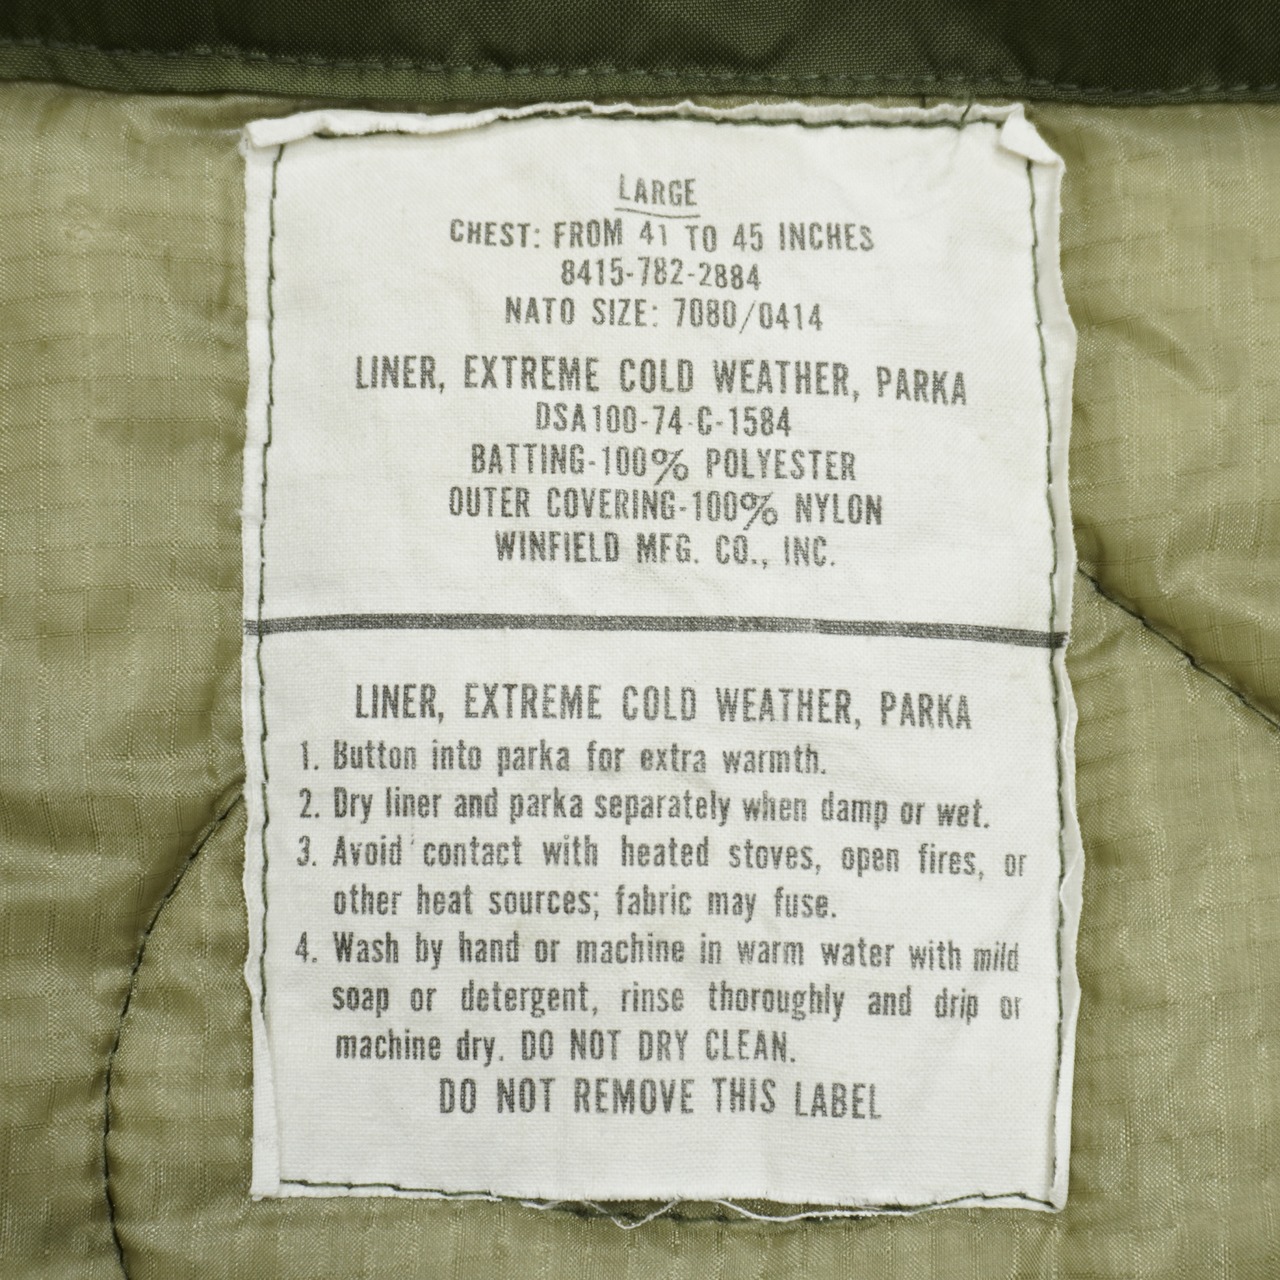 LARGE
CHEST: FROM 41 TO 45 INCHES
8415-782-2884
NATO SIZE: 7080/0414
LINER, EXTREME COLD WEATHER, PARKA
DSA100-74-C-1584
BATTING-100% POLYESTER
OUTER COVERING-100% NYLON
WINFIELD MFG. CO., INC.
LINER, EXTREME COLD WEATHER, PARKA
1. Button into parka for extra warmth.
2. Dry liner and parka separately when damp or wet.
3. Avoid contact with heated stoves, open fires, or
other heat sources; fabric may fuse.
4. Wash by hand or machine in warm water with mild
soap or detergent, rinse thoroughly and drip or
machine dry. DO NOT DRY CLEAN.
DO NOT REMOVE THIS LABEL